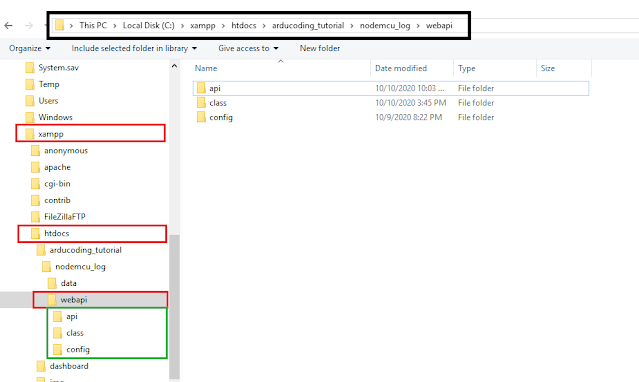 This PC > Local Disk (C:) > xampp > htdocs > arducoding_tutorial > nodemcu_log > webapi
Organize Include selected folder in library Give access to New folder
System.sav
Temp
Users
Windows
xampp
anonymous
apache
cgi-bin
contrib
FileZillaFTP
htdocs
arducoding_tutorial
nodemcu_log
data
webapi
api
class
config
dashboard
Name Date modified Type Size
api 10/10/2020 10:03 ... File folder
class 10/10/2020 3:45 PM File folder
config 10/9/2020 8:22 PM File folder